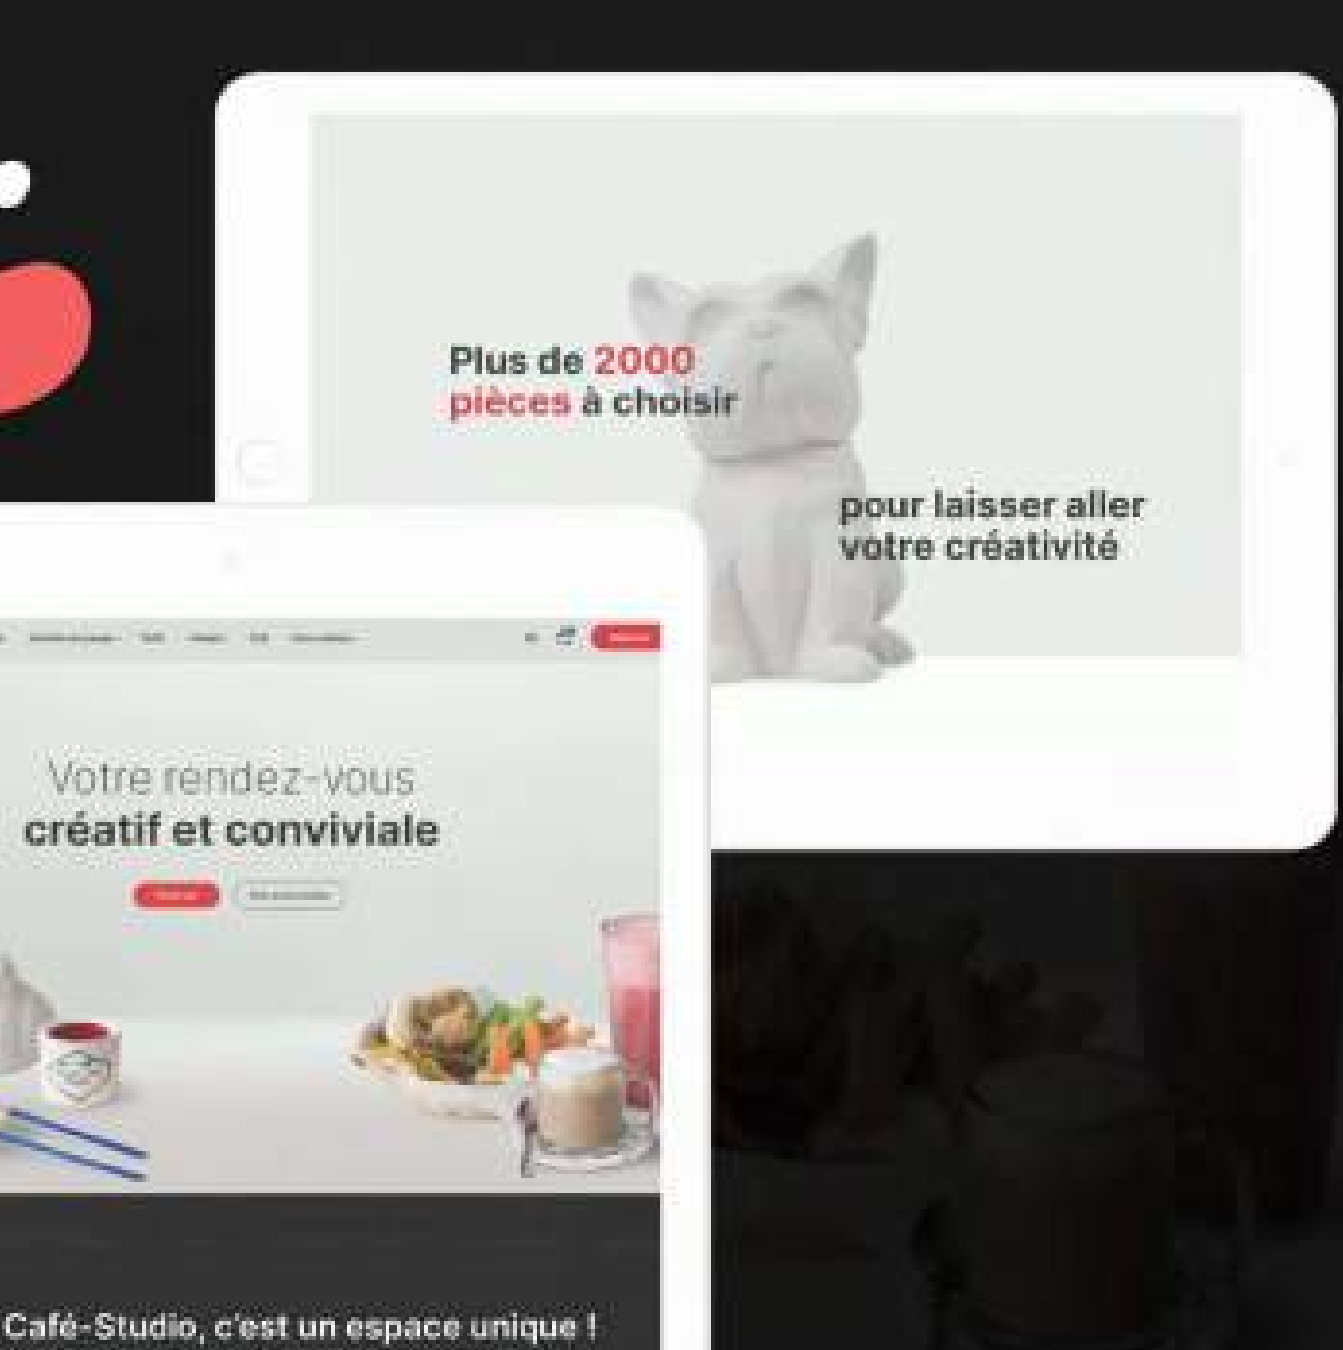 Plus de 2000
pièces à choisir
pour laisser aller
votre créativité
Votre rendez-vous
créatif et conviviale
Café-Studio, c'est un espace unique !